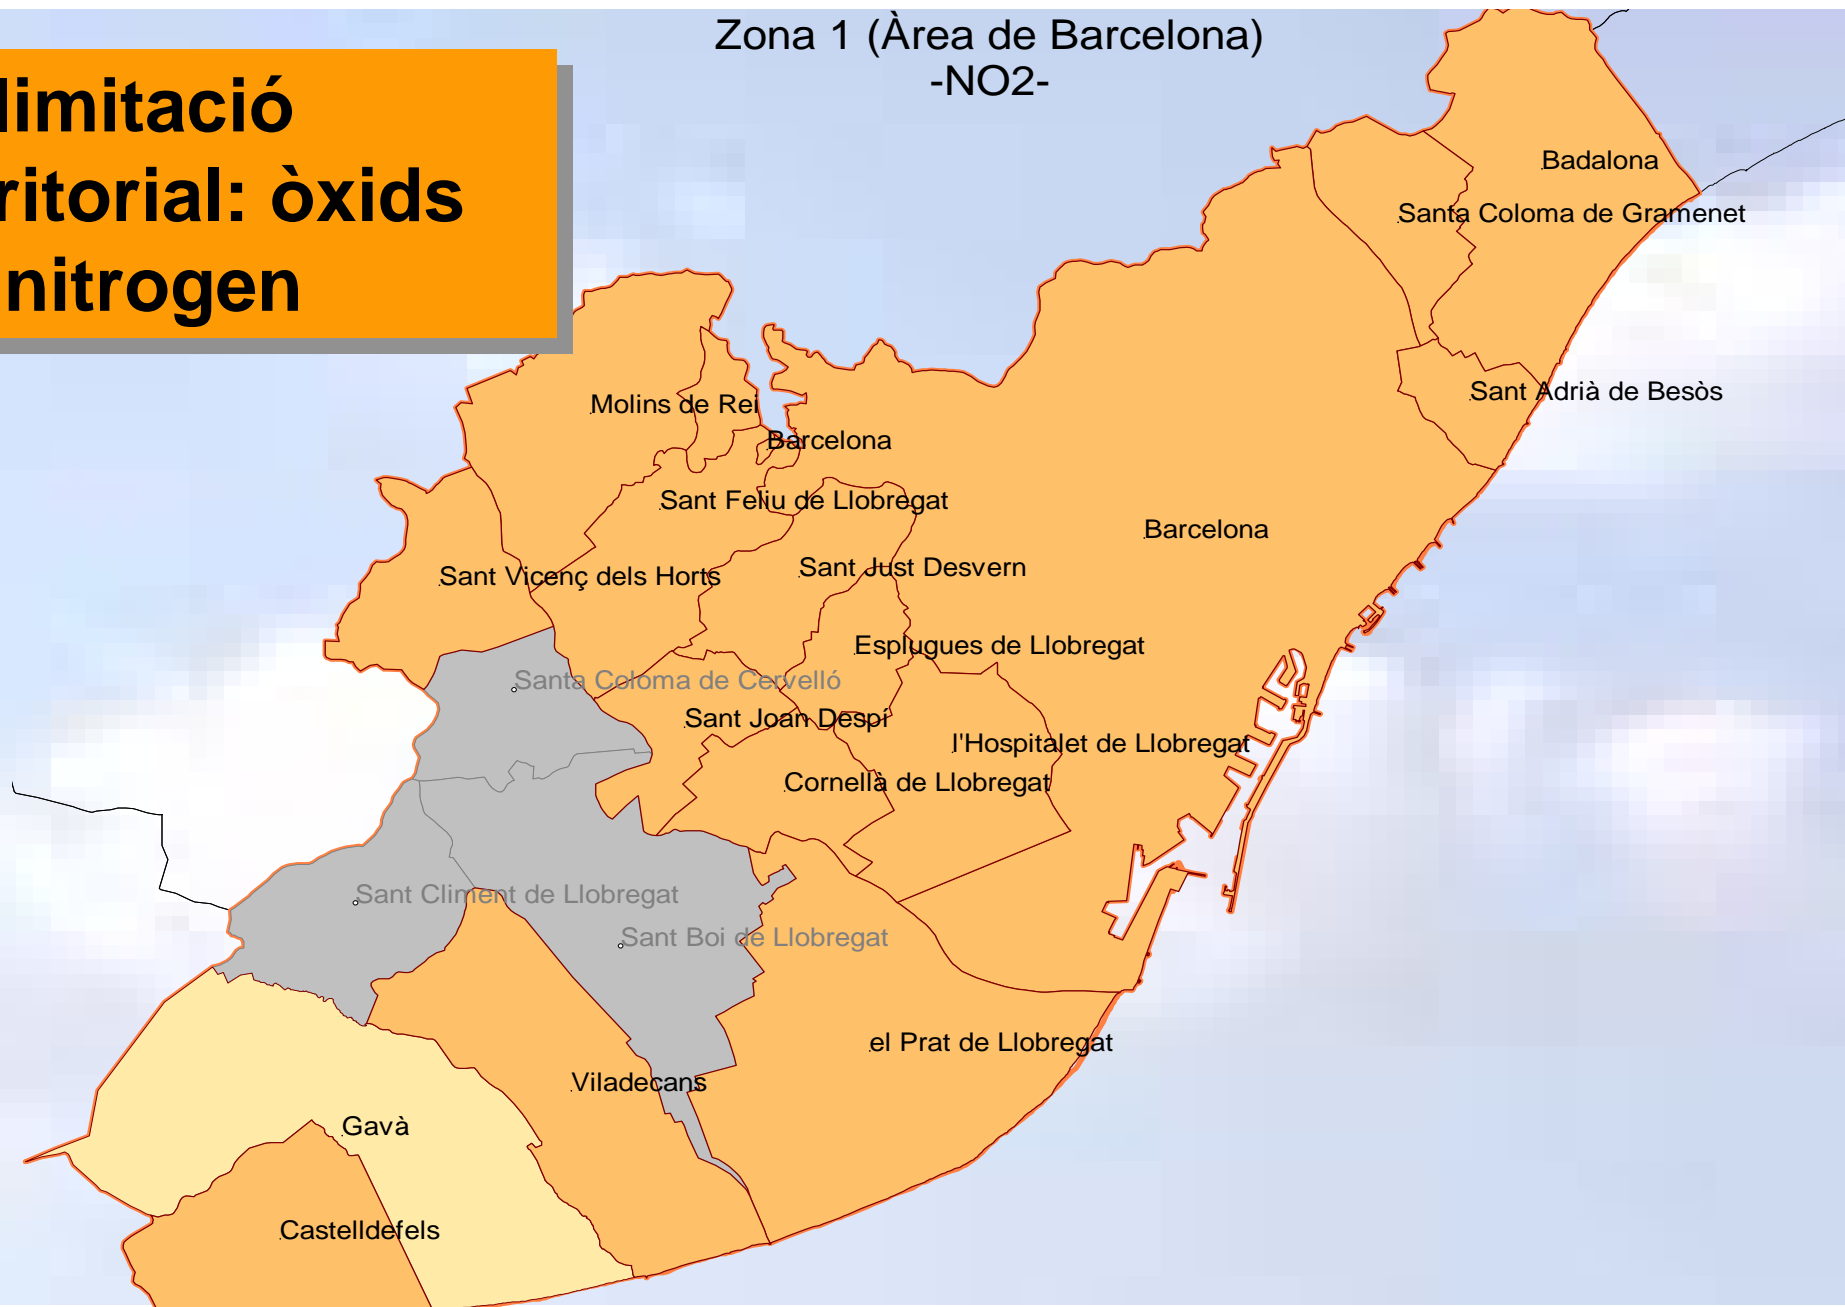 Zona 1 (Àrea de Barcelona)
-NO2-
limitació
ritorial: òxids
nitrogen
Badalona
Santa Coloma de Gramenet
Sant Adrià de Besòs
Molins de Rei
Barcelona
Sant Feliu de Llobregat
Barcelona
Sant Vicenç dels Horts
Sant Just Desvern
Esplugues de Llobregat
Santa Coloma de Cervelló
Sant Joan Despí
l'Hospitalet de Llobregat
Cornellà de Llobregat
Sant Climent de Llobregat
Sant Boi de Llobregat
el Prat de Llobregat
Viladecans
Gavà
Castelldefels